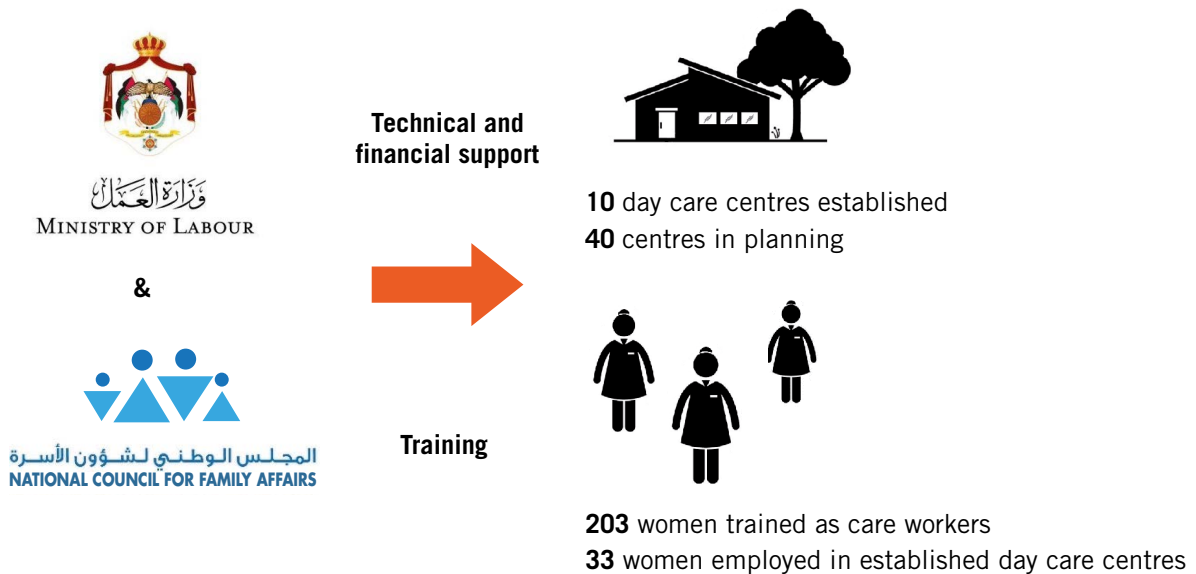 وزارة العمل
MINISTRY OF LABOUR
&
المجلس الوطني لشؤون الأسرة
NATIONAL COUNCIL FOR FAMILY AFFAIRS
Technical and
financial support
Training
10 day care centres established
40 centres in planning
203 women trained as care workers
33 women employed in established day care centres